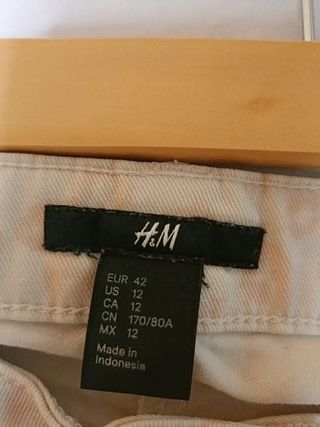 H&M
EUR 42
US 12
CA 12
CN 170/80A
MX 12
Made in
Indonesia